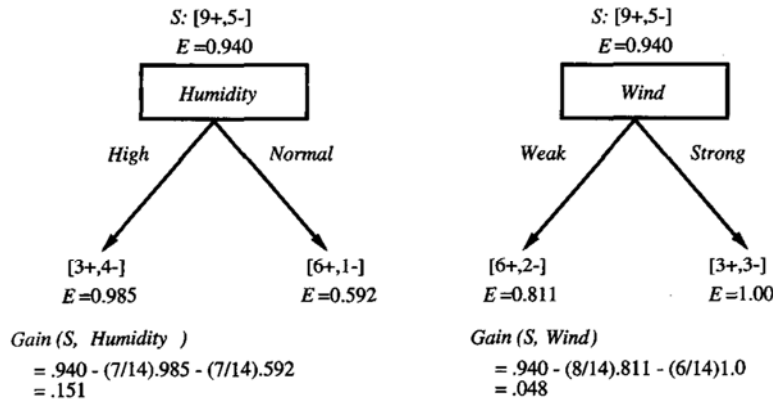 S: [9+,5-]
E=0.940
Humidity
High
Normal
[3+,4-]
E=0.985
[6+,1-]
E=0.592
Gain (S, Humidity )
= .940 - (7/14).985 - (7/14).592
= .151
S: [9+,5-]
E=0.940
Wind
Weak
Strong
[6+,2-]
E=0.811
[3+,3-]
E=1.00
Gain (S, Wind)
= .940 - (8/14).811 - (6/14)1.0
= .048